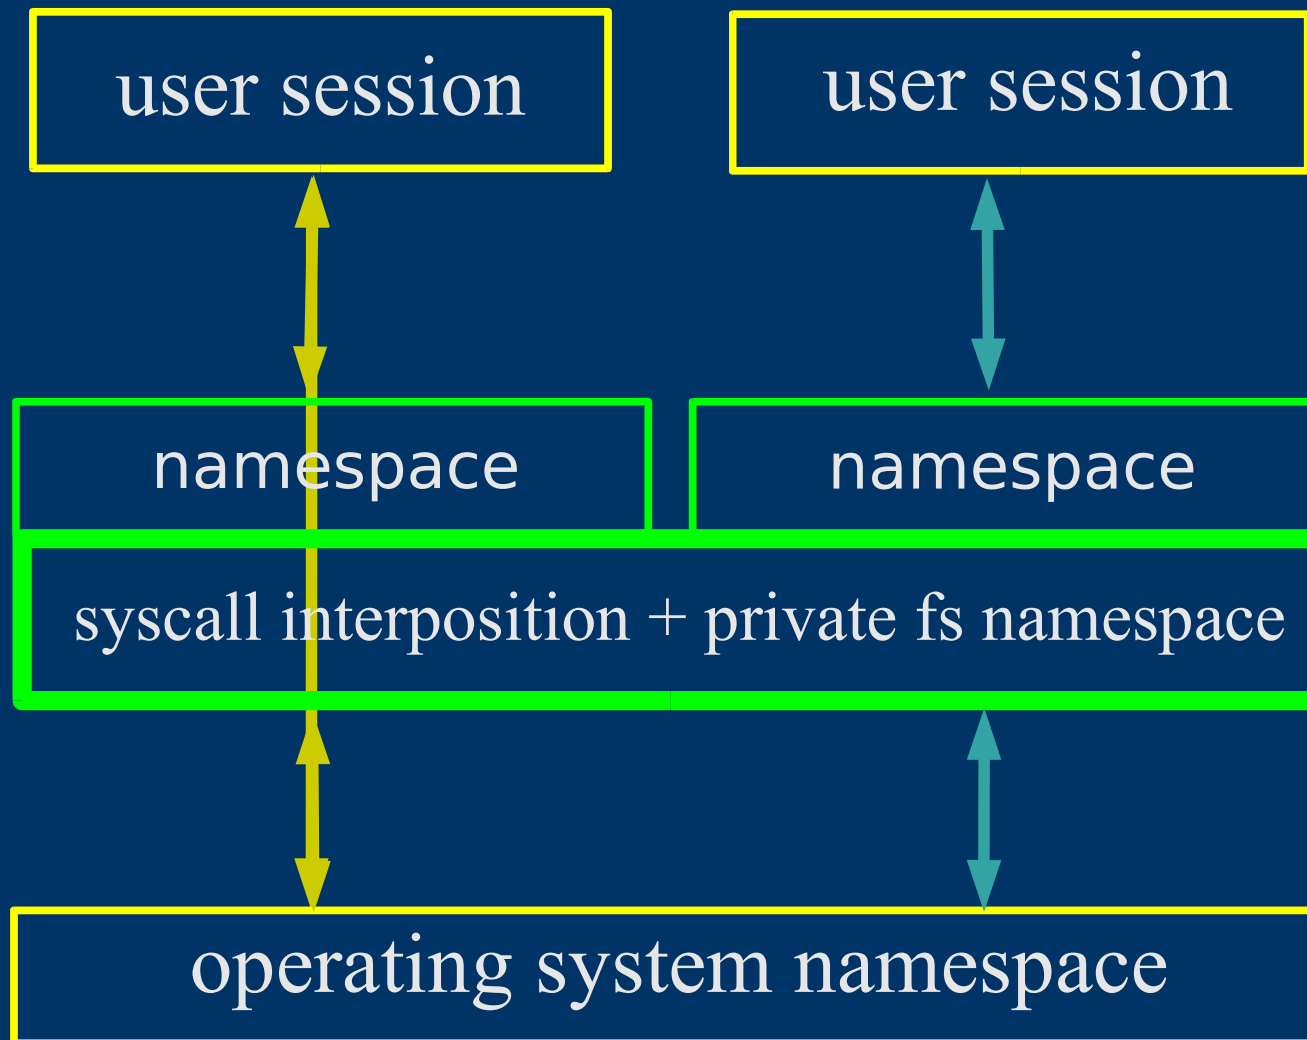 user session
user session
namespace
namespace
syscall interposition + private fs namespace
operating system namespace